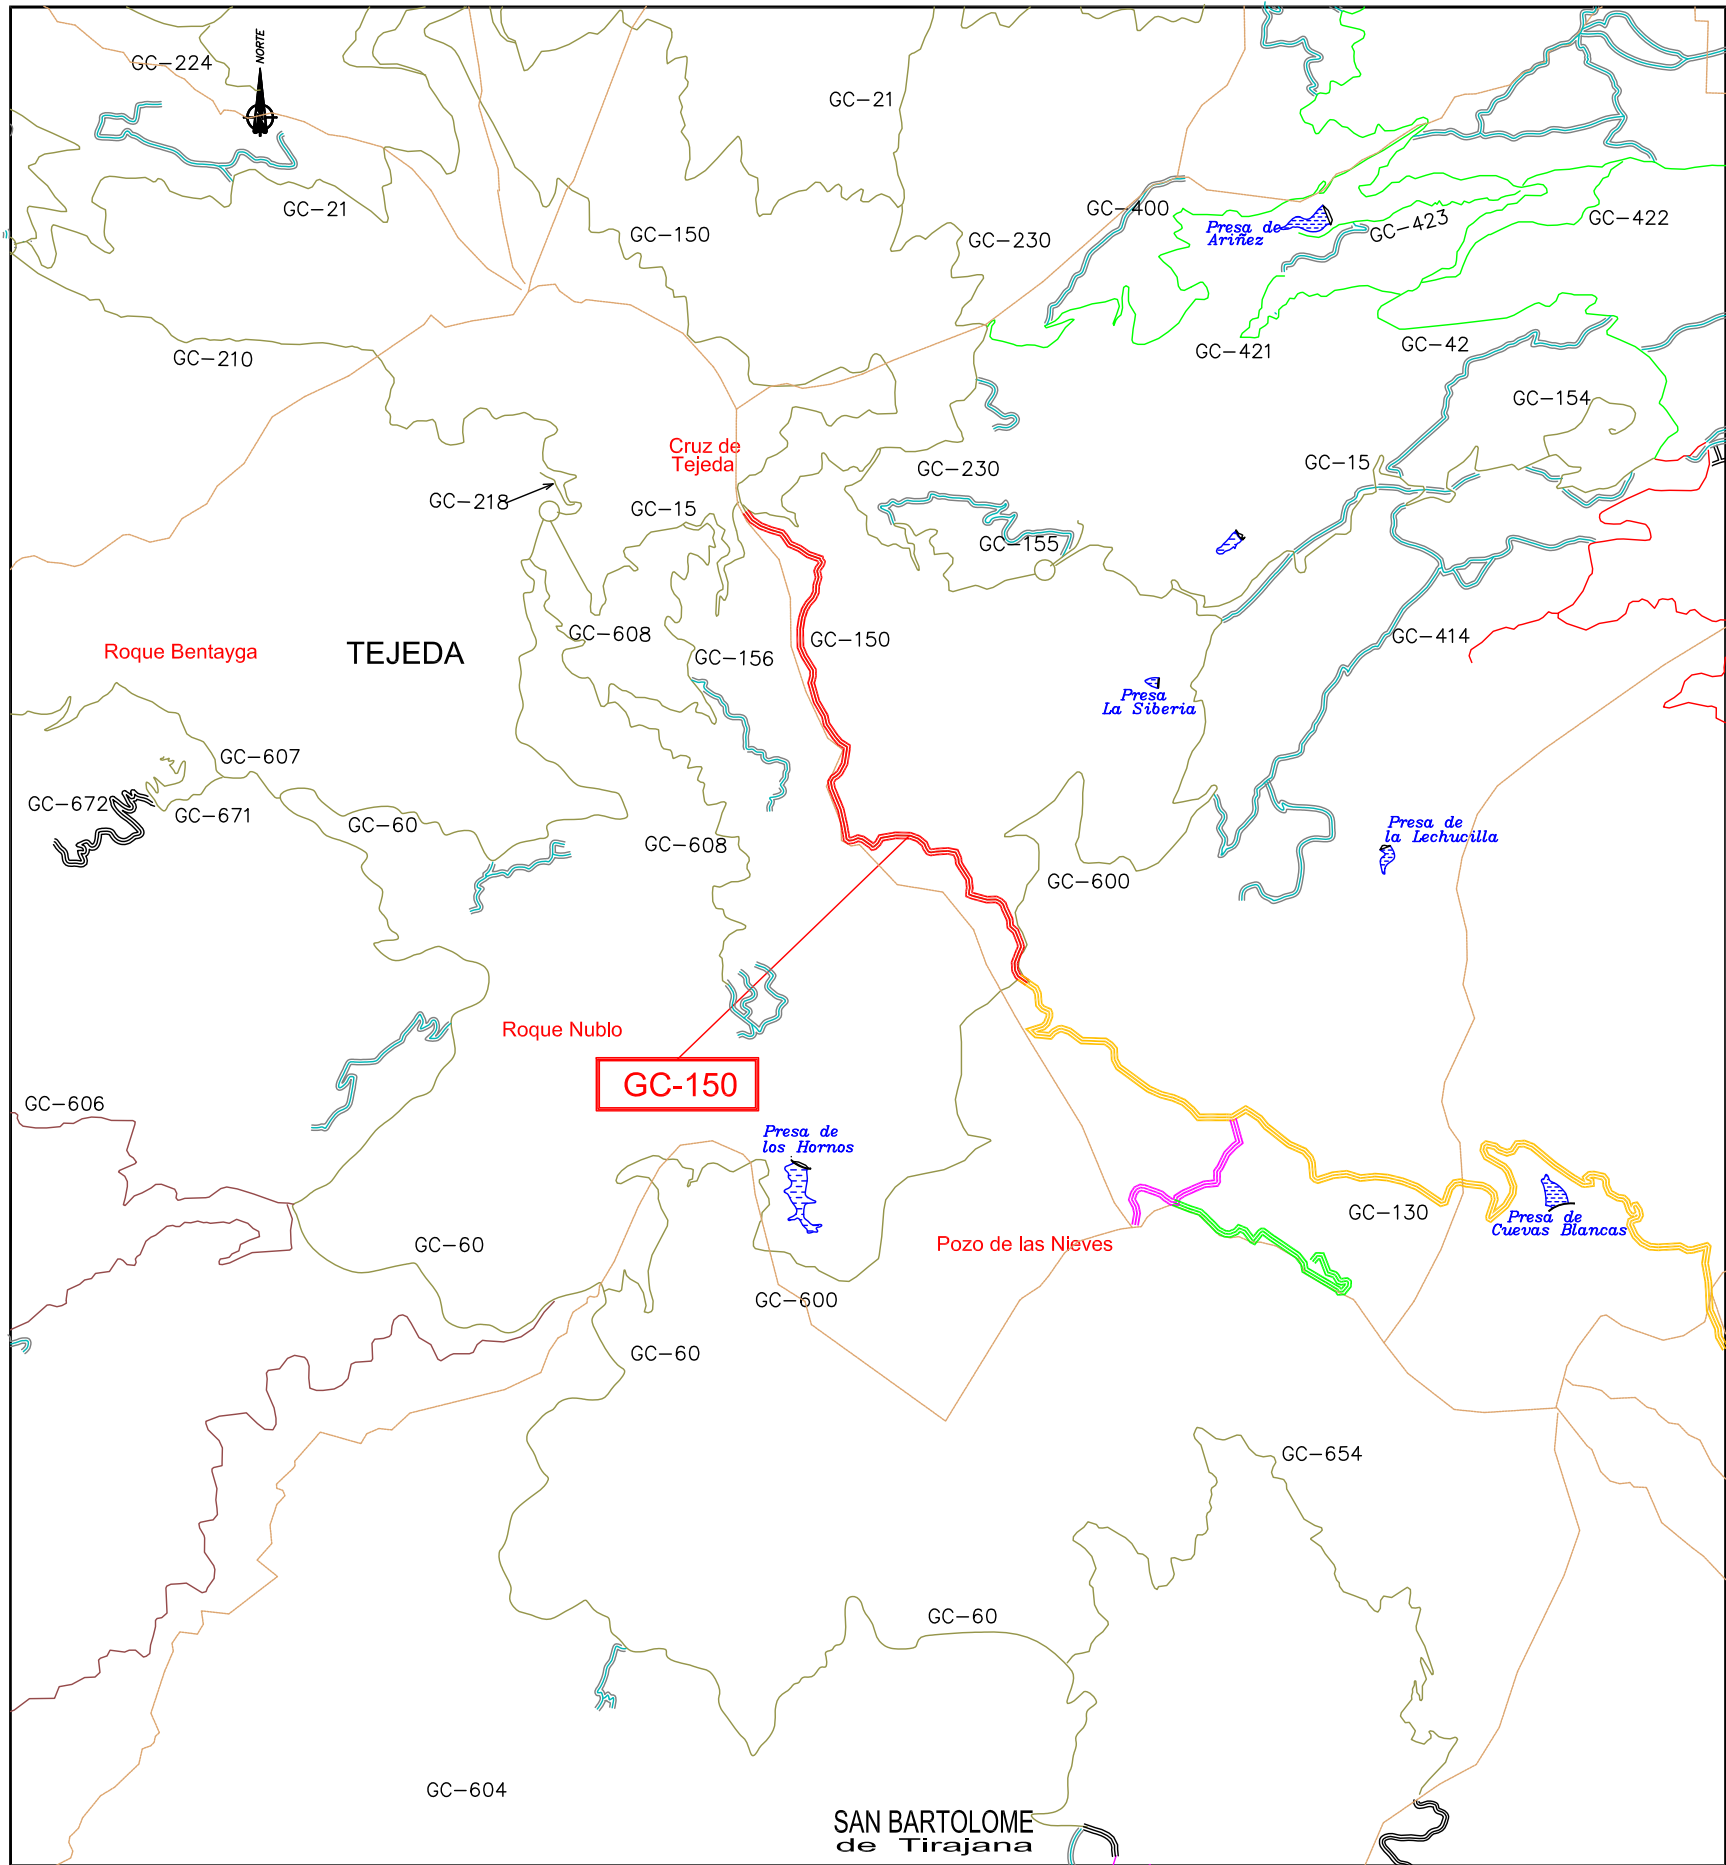 NORTE
GC-224
GC-21
GC-21
GC-150
GC-230
GC-400
Presa de
Ariñez
GC-423
GC-422
GC-210
GC-421
GC-42
GC-154
Cruz de
Tejeda
GC-218
GC-15
GC-230
GC-15
GC-155
Roque Bentayga
TEJEDA
GC-608
GC-156
GC-150
GC-414
Presa
La Siberia
GC-607
GC-672
GC-671
GC-60
GC-608
GC-600
Presa de
la Lechucilla
Roque Nublo
GC-150
GC-606
Presa de
los Hornos
GC-60
Pozo de las Nieves
GC-130
Presa de
Cuevas Blancas
GC-600
GC-60
GC-654
GC-60
GC-604
SAN BARTOLOME
de Tirajana